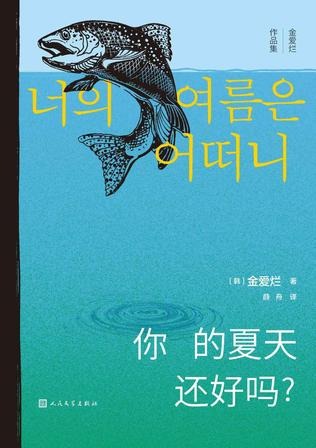 金爱烂
作品集
너의 여름은
어떠니
［韩］金爱烂 著
薛舟 译
你 的夏天
还好吗?
人民文学出版社